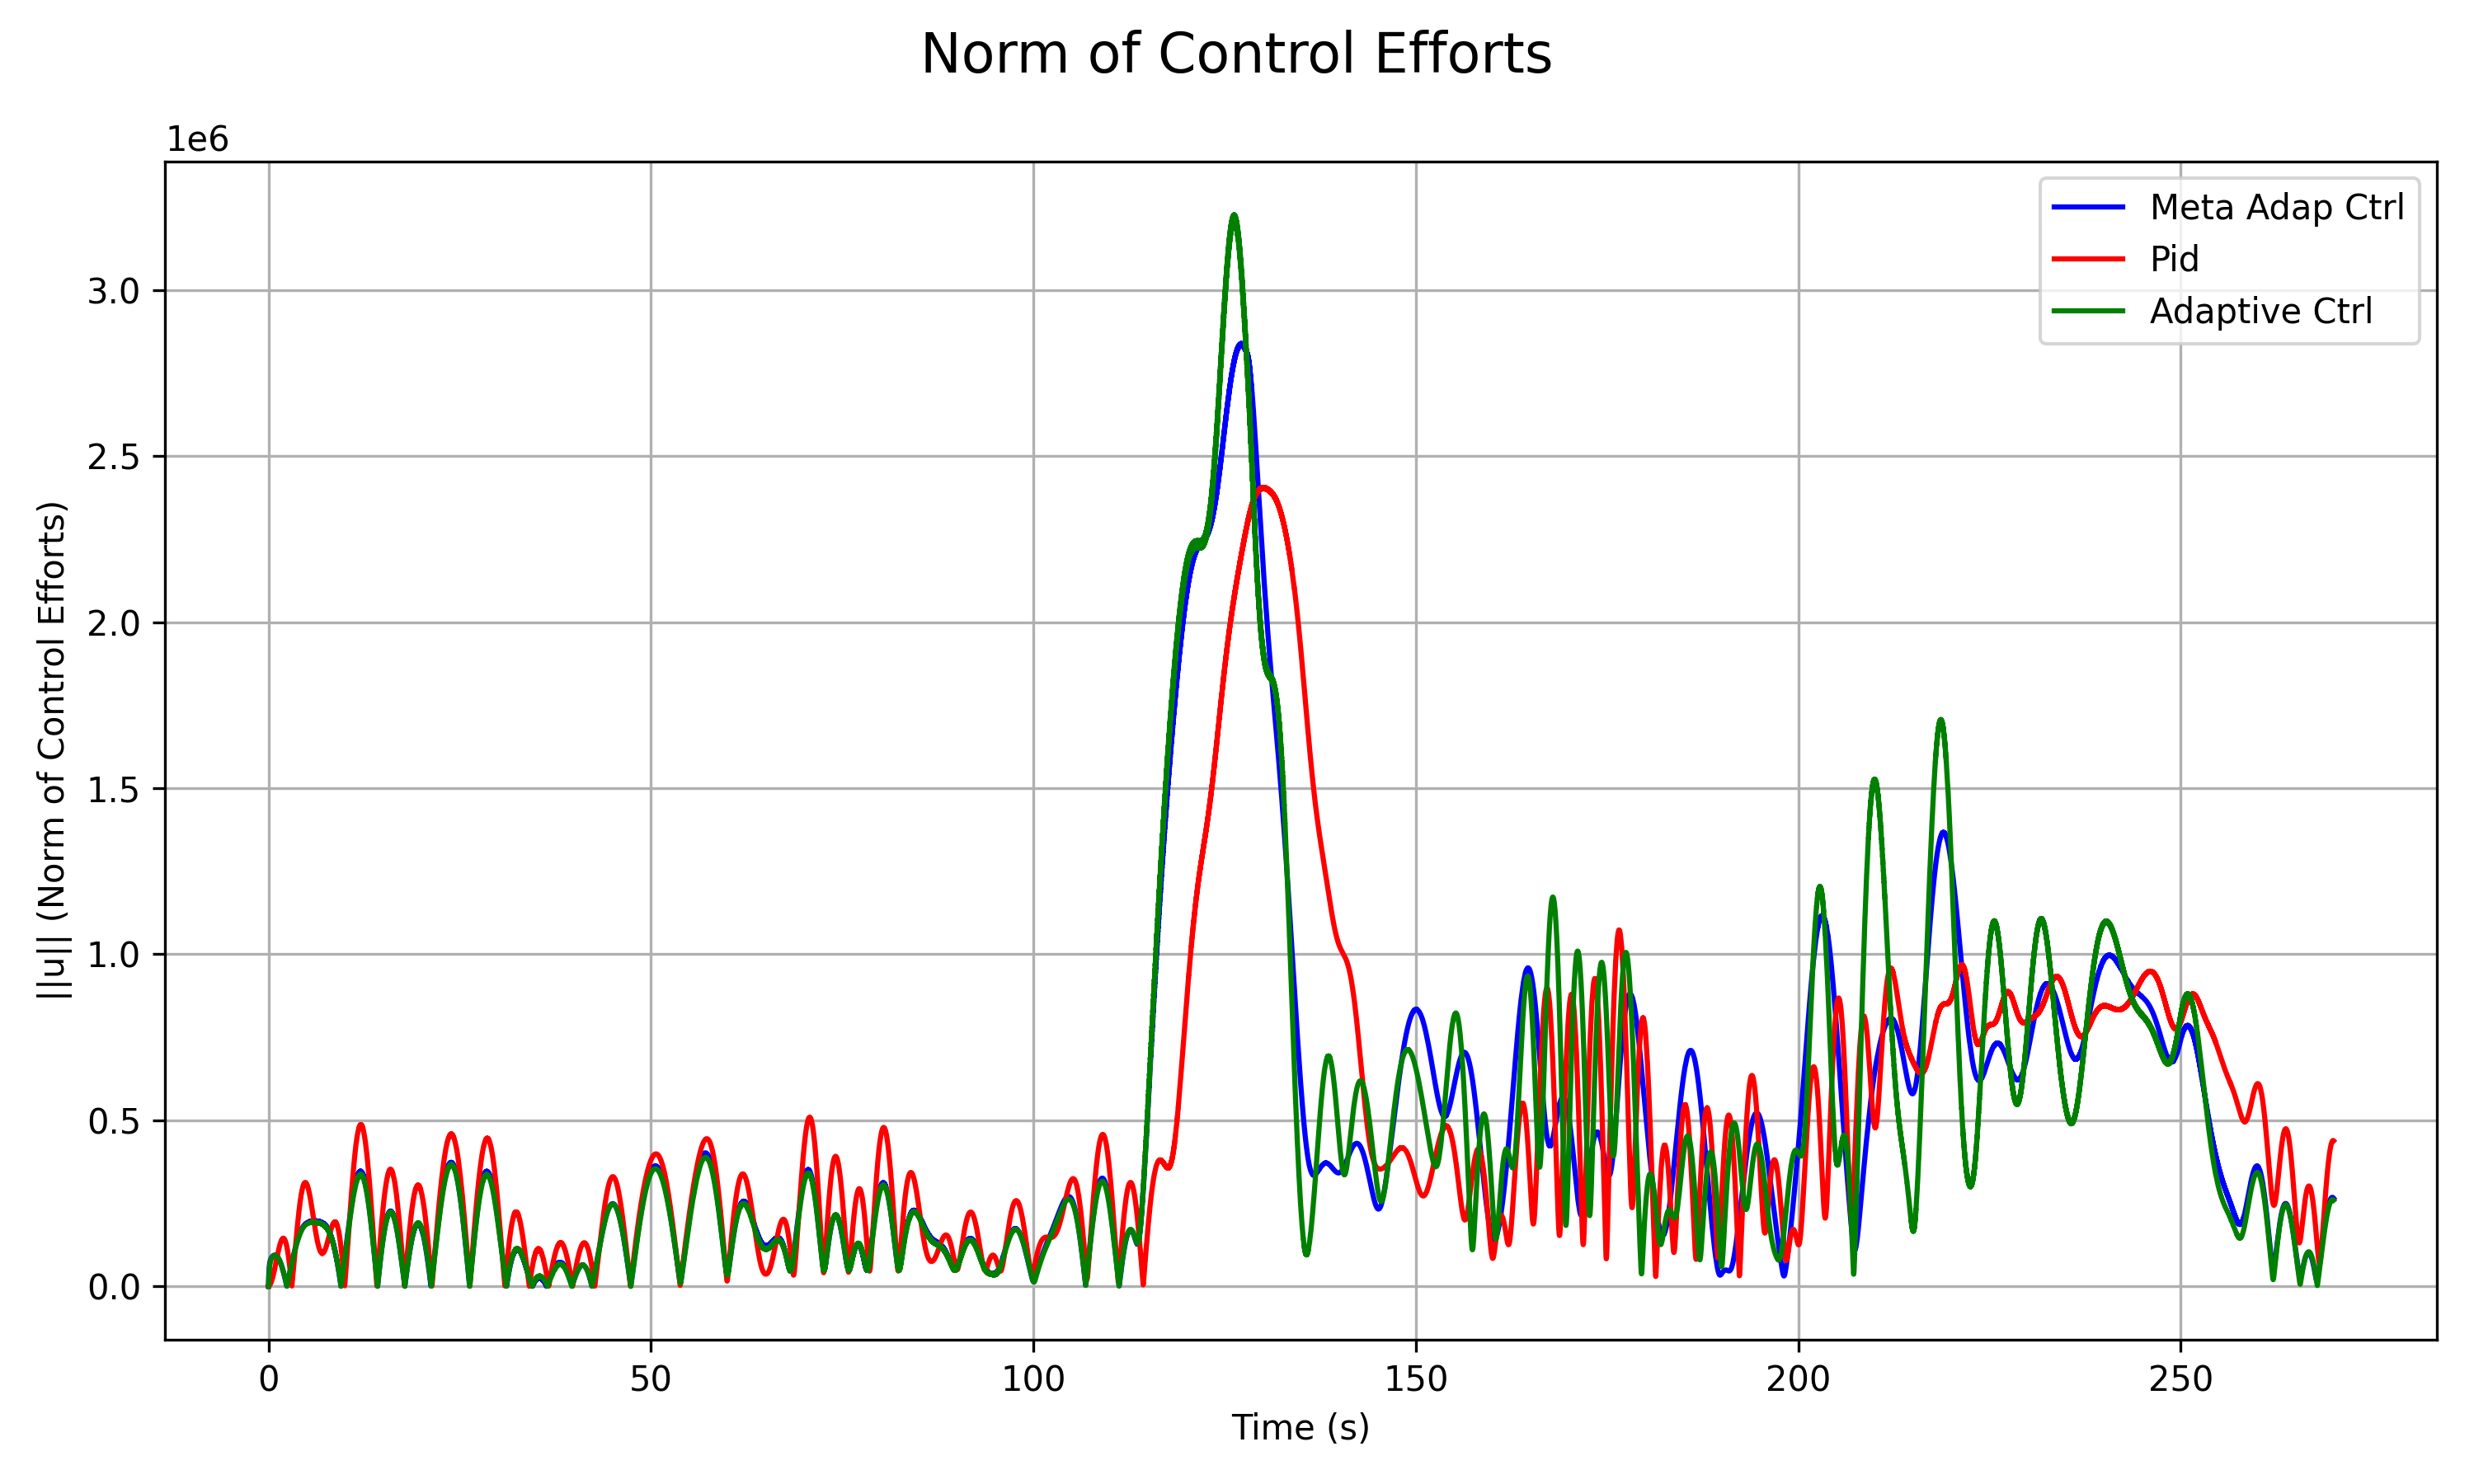 Norm of Control Efforts
1e6
Meta Adap Ctrl
Pid
Adaptive Ctrl
||u|| (Norm of Control Efforts)
3.0
2.5
2.0
1.5
1.0
0.5
0.0
0 50 100 150 200 250
Time (s)